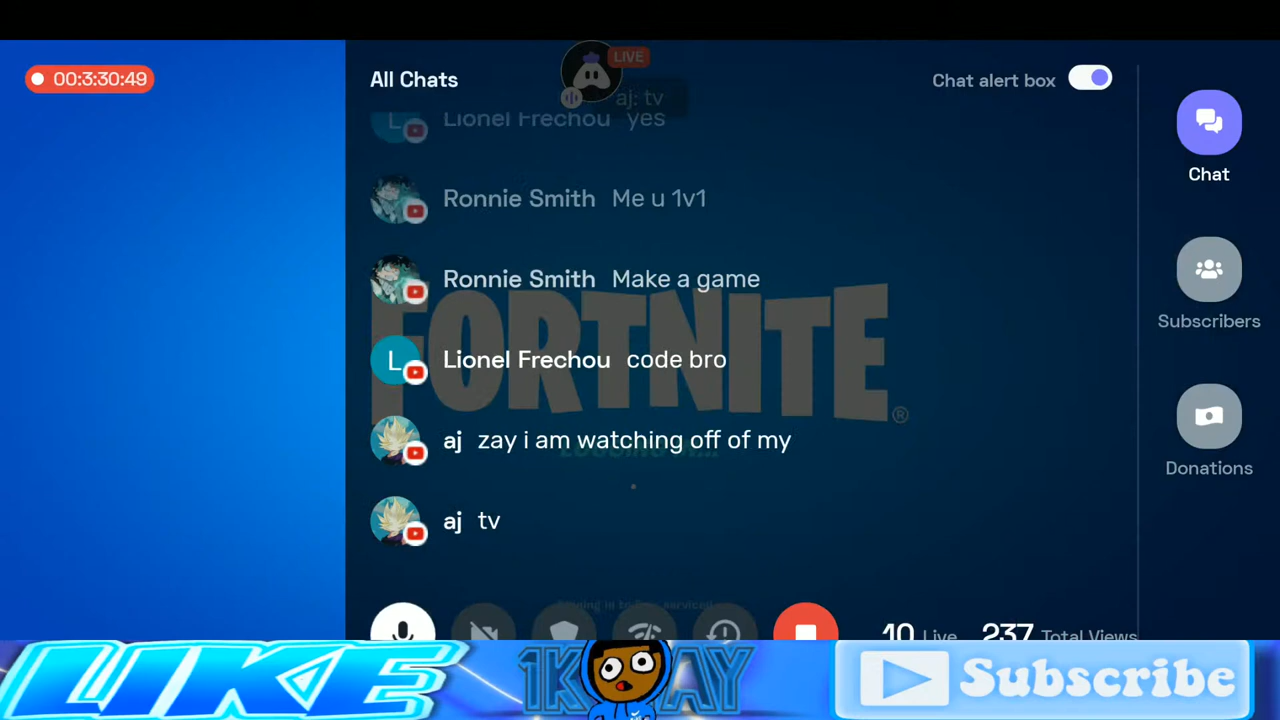 00:3:30:49
All Chats
LIVE
aj: tv
Chat alert box
L Lionel Frechou yes
Ronnie Smith Me u 1v1
Ronnie Smith Make a game
FORTNITE®
L Lionel Frechou code bro
aj zay i am watching off of my
aj tv
Chat
Subscribers
Donations
10 Live 237 Total Views
LIKE
Subscribe